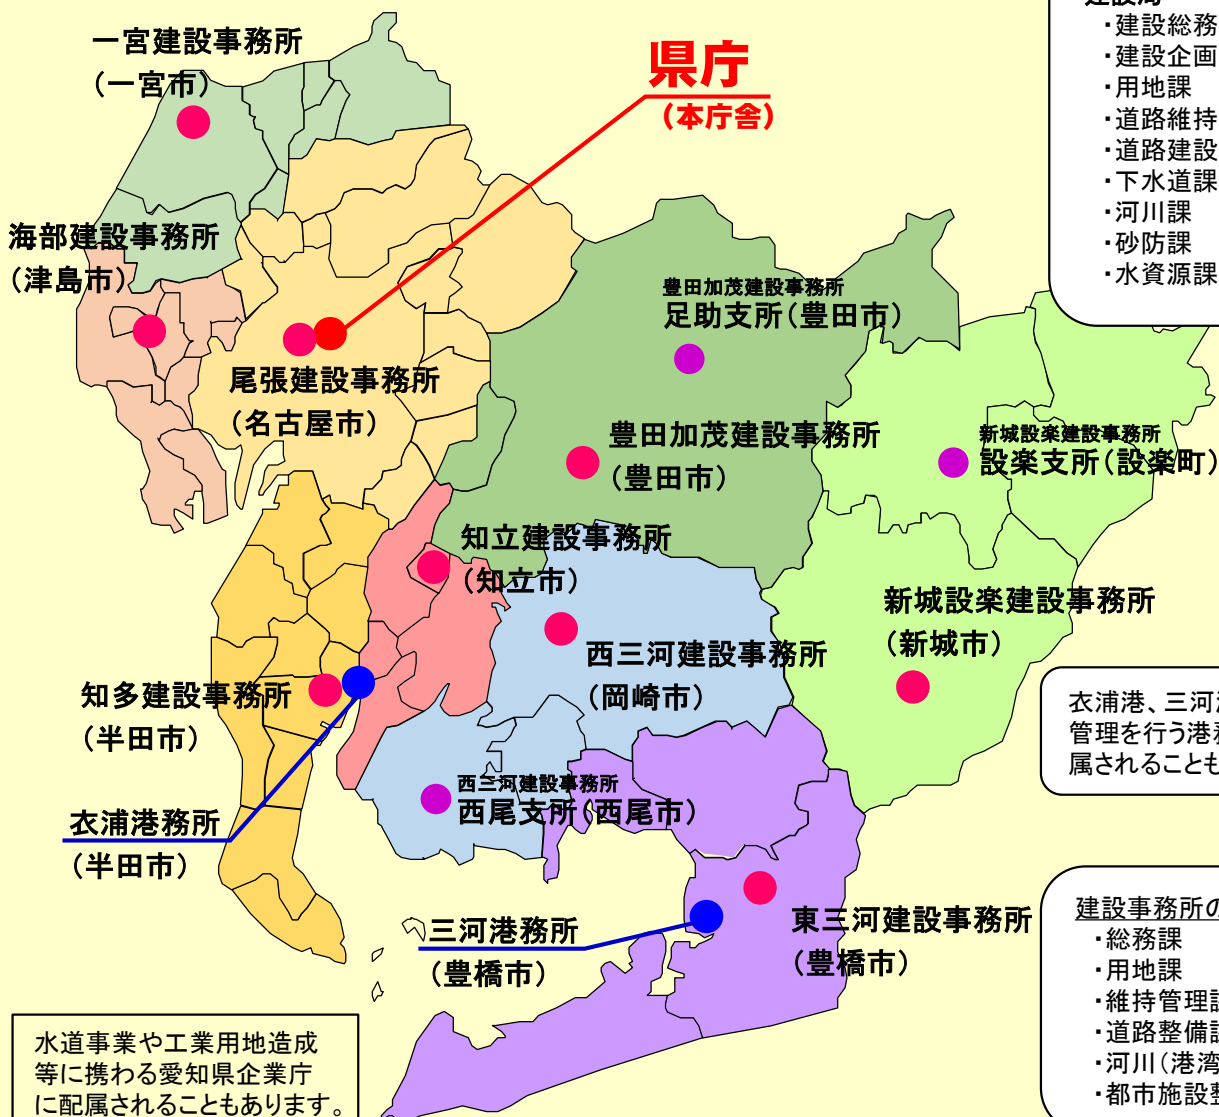 建設局
・建設総務
・建設企画
・用地課
・道路維持
・道路建設
・下水道課
・河川課
・砂防課
・水資源課
一宮建設事務所
（一宮市）
県庁
（本庁舎）
海部建設事務所
（津島市）
豊田加茂建設事務所
足助支所（豊田市）
尾張建設事務所
（名古屋市）
豊田加茂建設事務所
（豊田市）
新城設楽建設事務所
設楽支所（設楽町）
知立建設事務所
（知立市）
新城設楽建設事務所
（新城市）
西三河建設事務所
（岡崎市）
知多建設事務所
（半田市）
衣浦港、三河
管理を行う港
属されることも
西三河建設事務所
西尾支所（西尾市）
衣浦港務所
（半田市）
三河港務所
（豊橋市）
東三河建設事務所
（豊橋市）
建設事務所の
・総務課
・用地課
・維持管理
・道路整備
・河川（港湾
・都市施設整
水道事業や工業用地造成
等に携わる愛知県企業庁
に配属されることもあります。